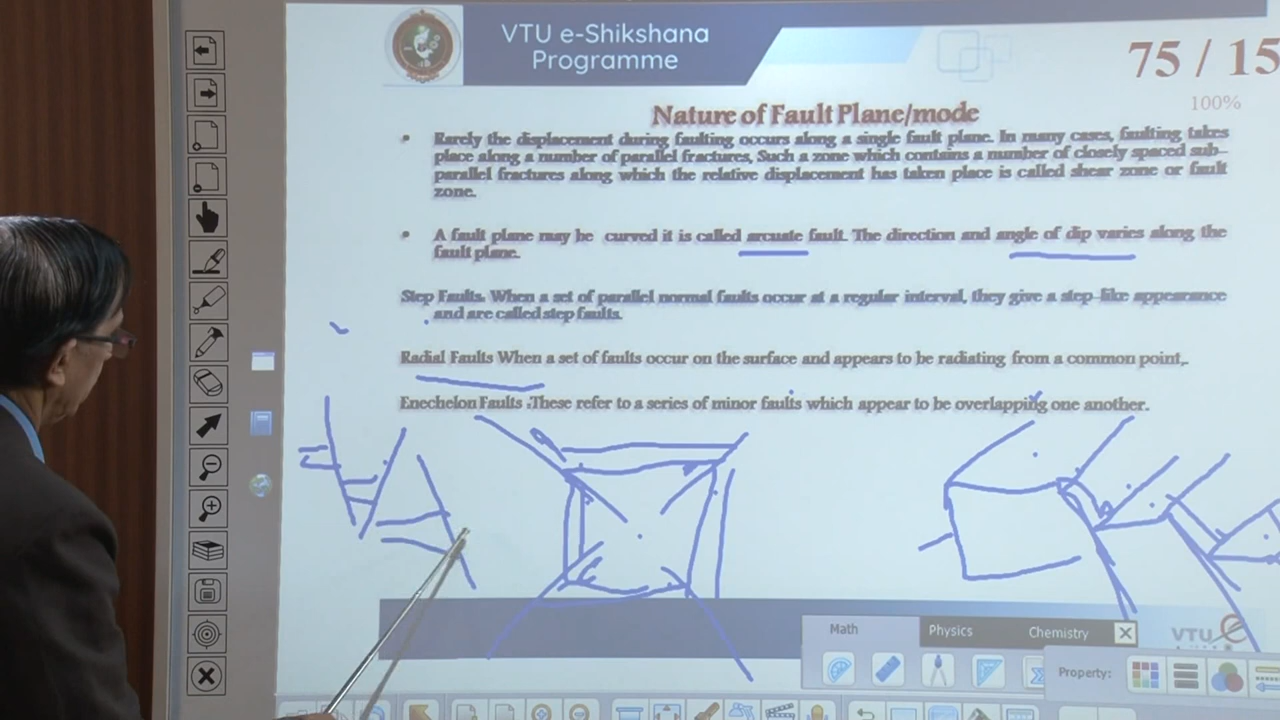 VTU e-Shikshana
Programme
75 / 15
100%
Nature of Fault Plane/mode
• Rarely the displacement during faulting occurs along a single fault plane. In many cases, faulting takes
place along a number of parallel fractures, Such a zone which contains a number of closely spaced sub-
parallel fractures along which the relative displacement has taken place is called shear zone or fault
zone.
• A fault plane may be curved it is called arcuate fault. The direction and angle of dip varies along the
fault plane.
Step Faults. When a set of parallel normal faults occur at a regular interval, they give a step-like appearance
and are called step faults.
Radial Faults When a set of faults occur on the surface and appears to be radiating from a common point,.
Enechelon Faults .These refer to a series of minor faults which appear to be overlapping one another.
Math Physics Chemistry
VTU e
Property: